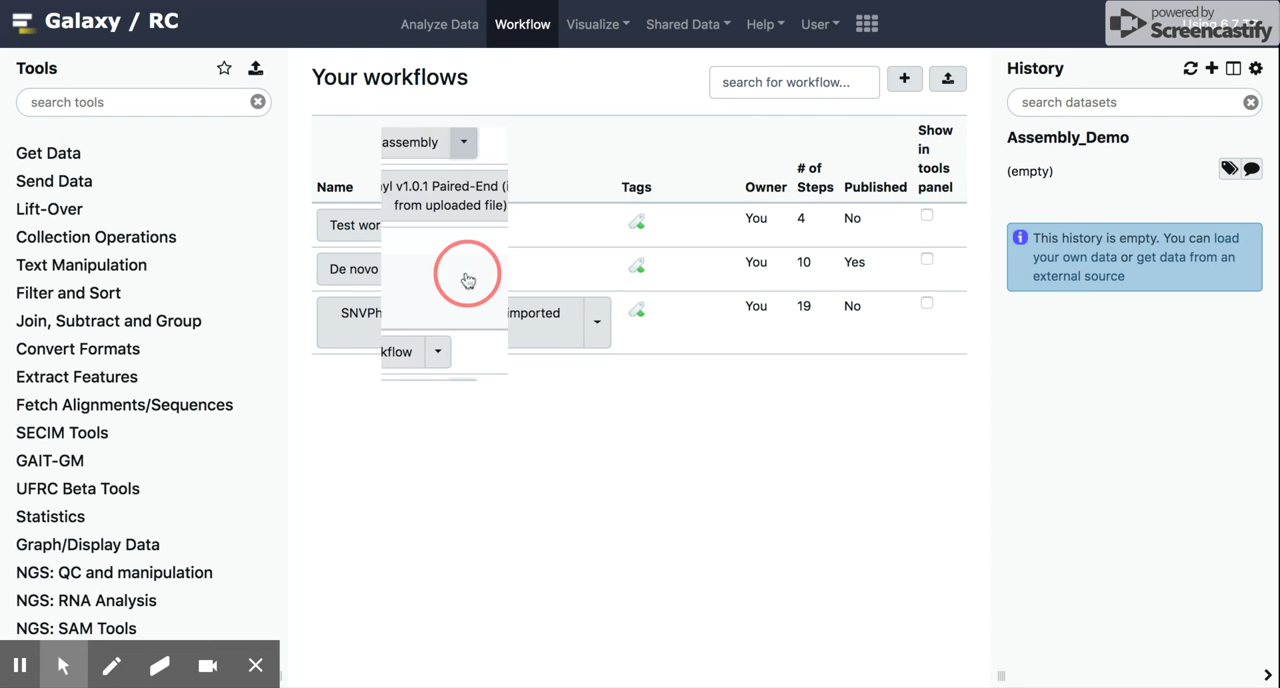 Galaxy / RC
Analyze Data
Workflow
Visualize
Shared Data
Help
User
powered by
Screencastify
Tools
search tools
Get Data
Send Data
Lift-Over
Collection Operations
Text Manipulation
Filter and Sort
Join, Subtract and Group
Convert Formats
Extract Features
Fetch Alignments/Sequences
SECIM Tools
GAIT-GM
UFRC Beta Tools
Statistics
Graph/Display Data
NGS: QC and manipulation
NGS: RNA Analysis
NGS: SAM Tools
Your workflows
search for workflow...
Name
Tags
Owner
# of
Steps
Published
Show
in
tools
panel
assembly
yl v1.0.1 Paired-End (i
from uploaded file)
Test wor
You 4 No
De novo
You 10 Yes
SNVPh
imported
You 19 No
kflow
History
search datasets
Assembly_Demo
(empty)
This history is empty. You can load
your own data or get data from an
external source